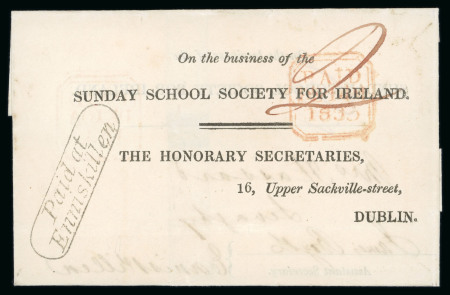 On the business of the
PAID
1835
SUNDAY SCHOOL SOCIETY FOR IRELAND.
THE HONORARY SECRETARIES,
16, Upper Sackville-street,
DUBLIN.
Paid at
Enniskillen